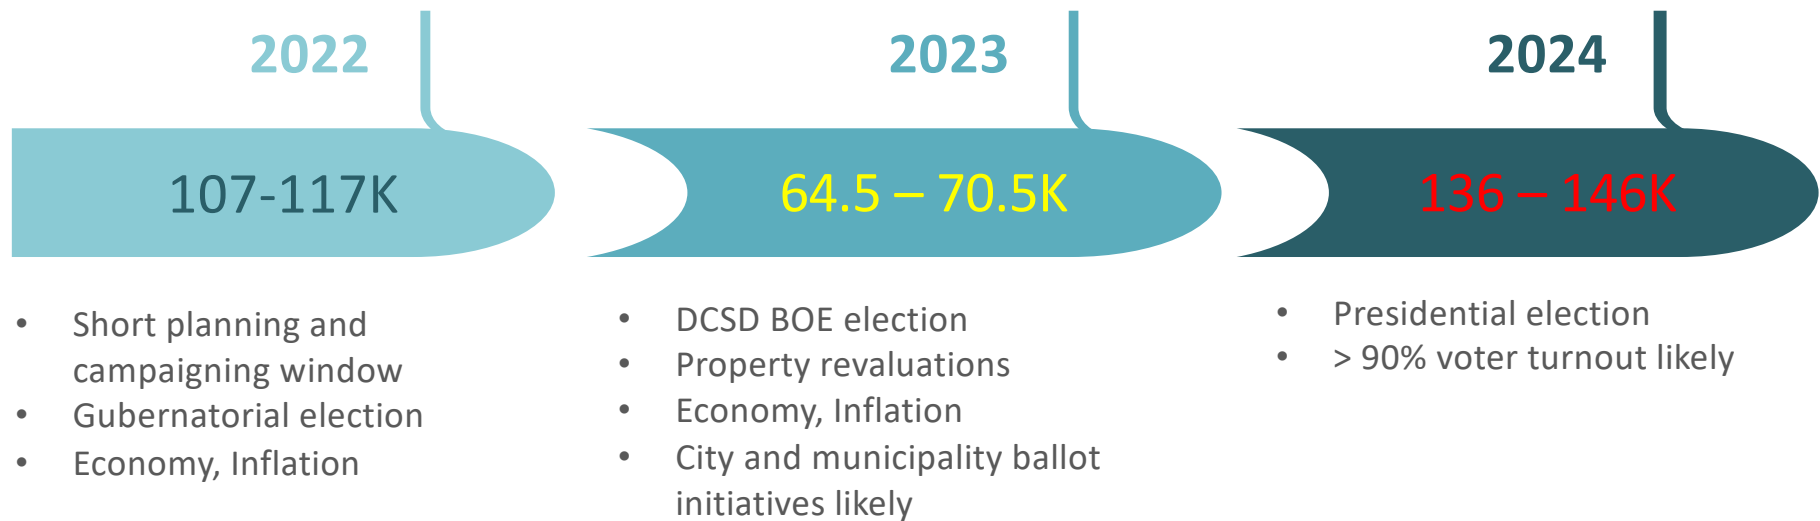 2022
107-117K
• Short planning and
campaigning window
• Gubernatorial election
• Economy, Inflation
2023
64.5 – 70.5K
• DCSD BOE election
• Property revaluations
• Economy, Inflation
• City and municipality ballot
initiatives likely
2024
136 – 146K
• Presidential election
• > 90% voter turnout likely